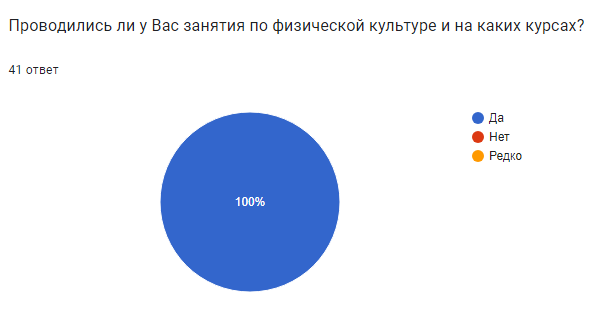 Проводились ли у Вас занятия по физической культуре и на каких курсах?
41 ответ
Да
Нет
Редко
100%